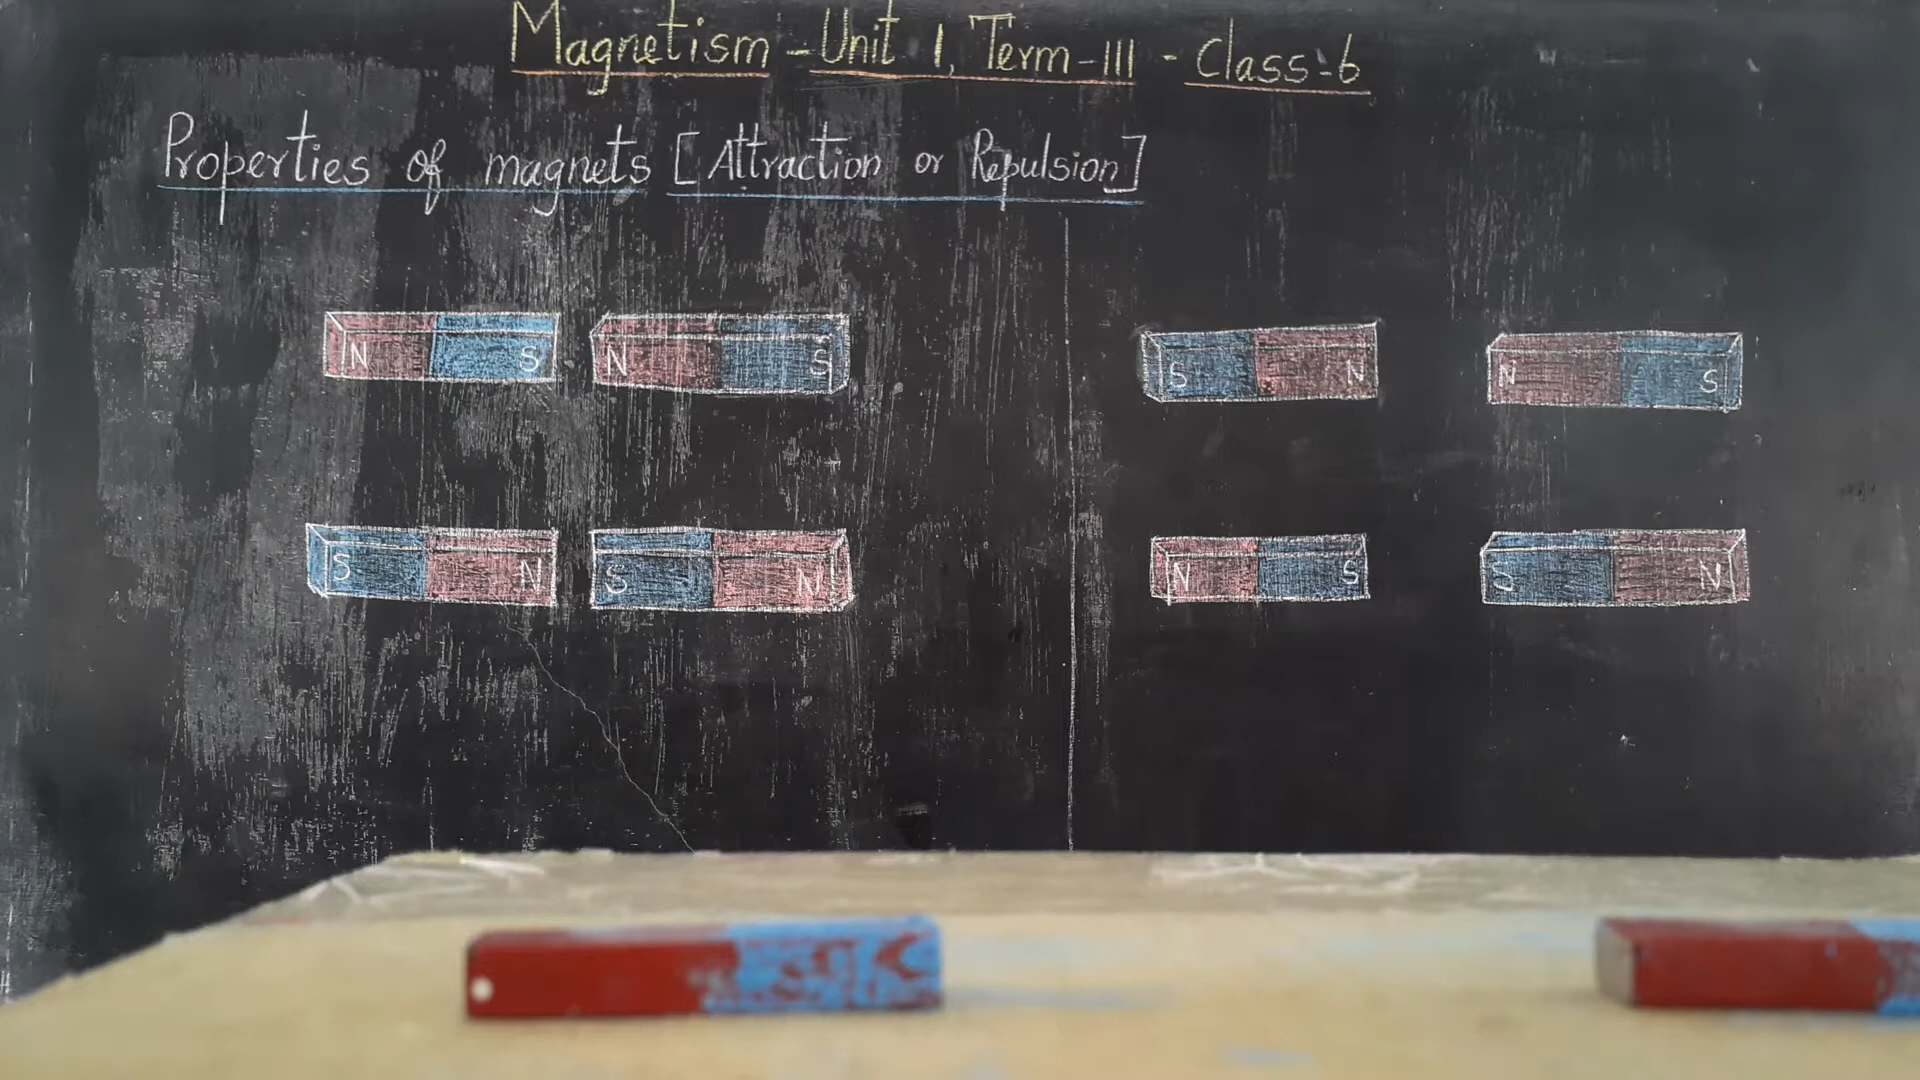 Magnetism - Unit 1, Term-III - Class:-6
Properties of magnets [Attraction or Repulsion]
N S N S S N N S
S N S N N S S N